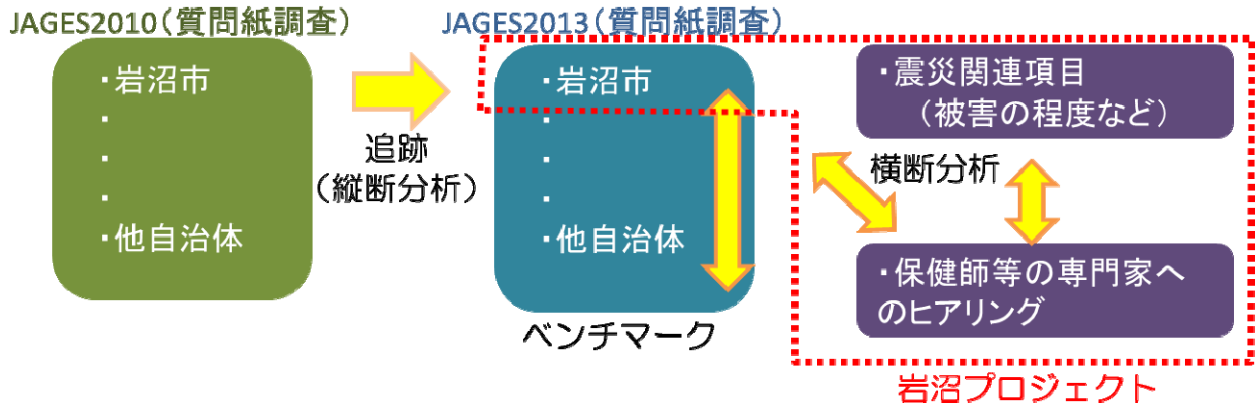 JAGES2010（質問紙調査）
・岩沼市
・
・
・
・他自治体
追跡
（縦断分析）
JAGES2013（質問紙調査）
・岩沼市
・
・
・
・他自治体
ベンチマーク
・震災関連項目
（被害の程度など）
横断分析
・保健師等の専門家へ
のヒアリング
岩沼プロジェクト